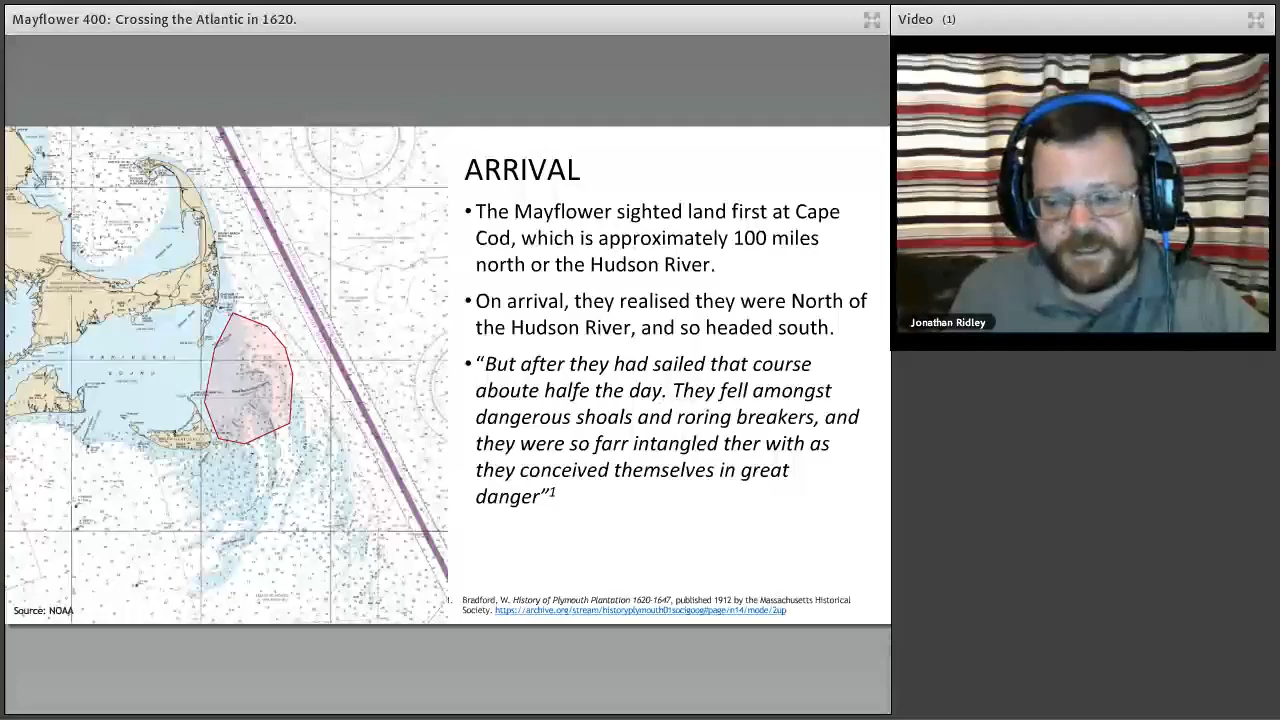 Mayflower 400: Crossing the Atlantic in 1620.
Video (1)
ARRIVAL
• The Mayflower sighted land first at Cape
Cod, which is approximately 100 miles
north or the Hudson River.
• On arrival, they realised they were North of
the Hudson River, and so headed south.
• “But after they had sailed that course
aboute halfe the day. They fell amongst
dangerous shoals and roring breakers, and
they were so farr intangled ther with as
they conceived themselves in great
danger”1
Jonathan Ridley
Source: NOAA
1. Bradford, W. History of Plymouth Plantation 1620-1647, published 1912 by the Massachusetts Historical
Society. https://archive.org/stream/historyplymouth01socigoog#page/n14/mode/2up